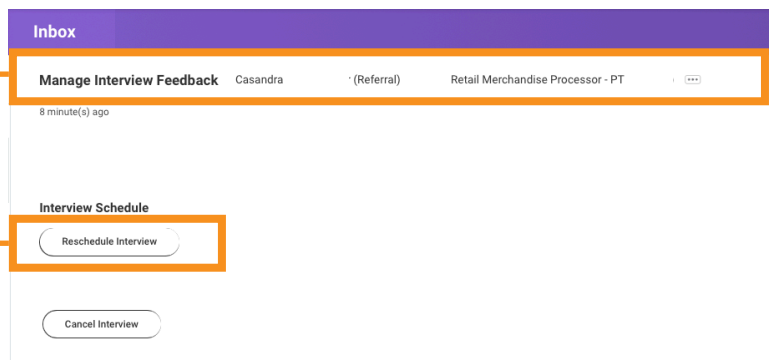 Inbox
Manage Interview Feedback Casandra (Referral) Retail Merchandise Processor - PT
8 minute(s) ago
Interview Schedule
Reschedule Interview
Cancel Interview